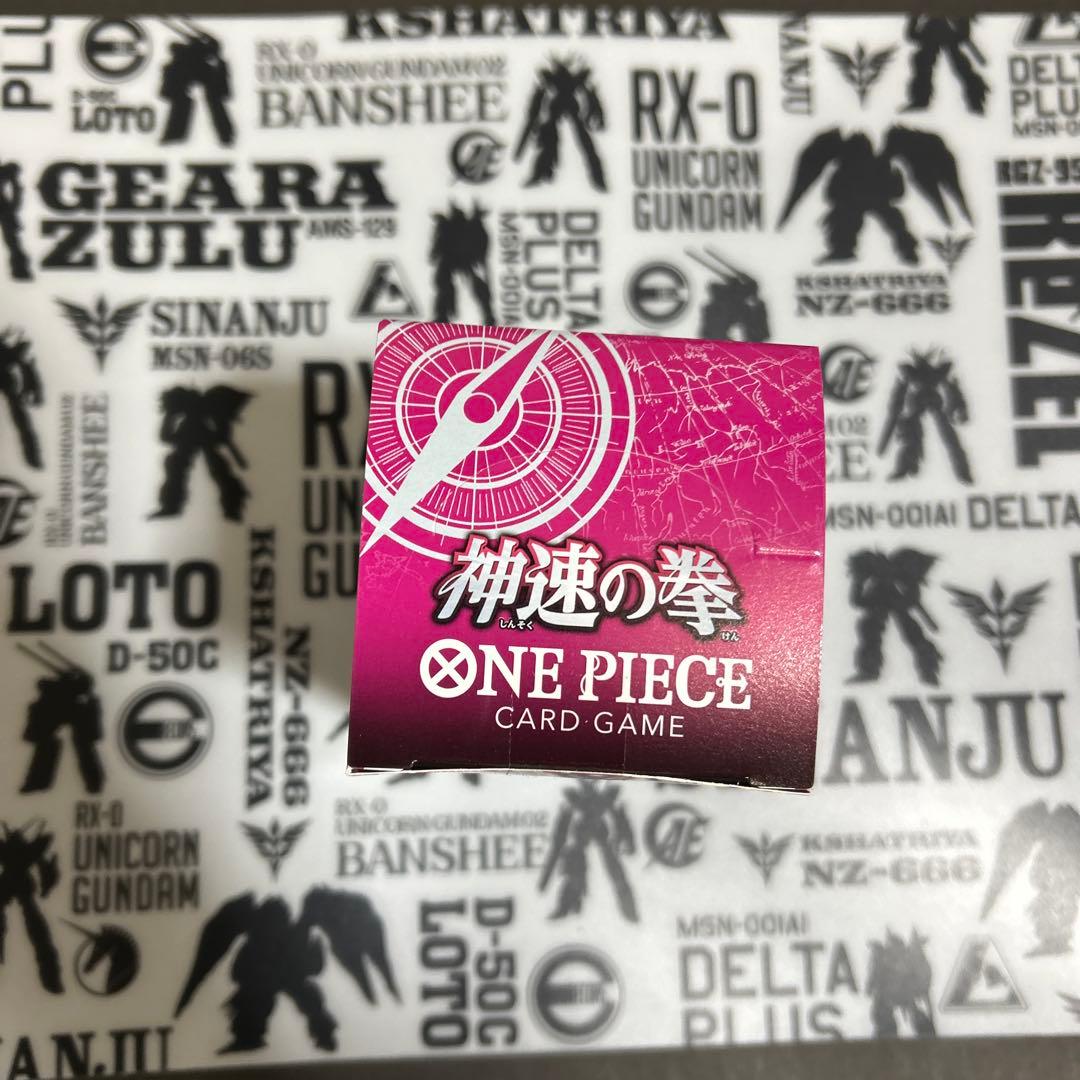 KSHATRIYA
PLU
LOTO
RX-0
UNICORN GUNDAM 02
BANSHEE
RX-0
UNICORN
GUNDAM
NANJU
DELTA
PLUS
GEARA
ZULU
AMS-129
DELTA
PLUS
MSN-001A1
KSHATRIYA
NZ-666
RGZ-95
ReZEL
SINANJU
MSN-06S
BANSHEE
RX
UN
GU
神速の拳
しんそく
けん
ONE PIECE
CARD GAME
MSN-001A1 DELTA
LOTO
D-50C
KSHATRIYA
NZ-666
ANJU
RX-0
UNICORN
GUNDAM
RX-0
UNICORN GUNDAM 02
BANSHEE
KSHATRIYA
NZ-666
D-50C
LOTO
MSN-001A1
DELTA
PLUS
ANJU